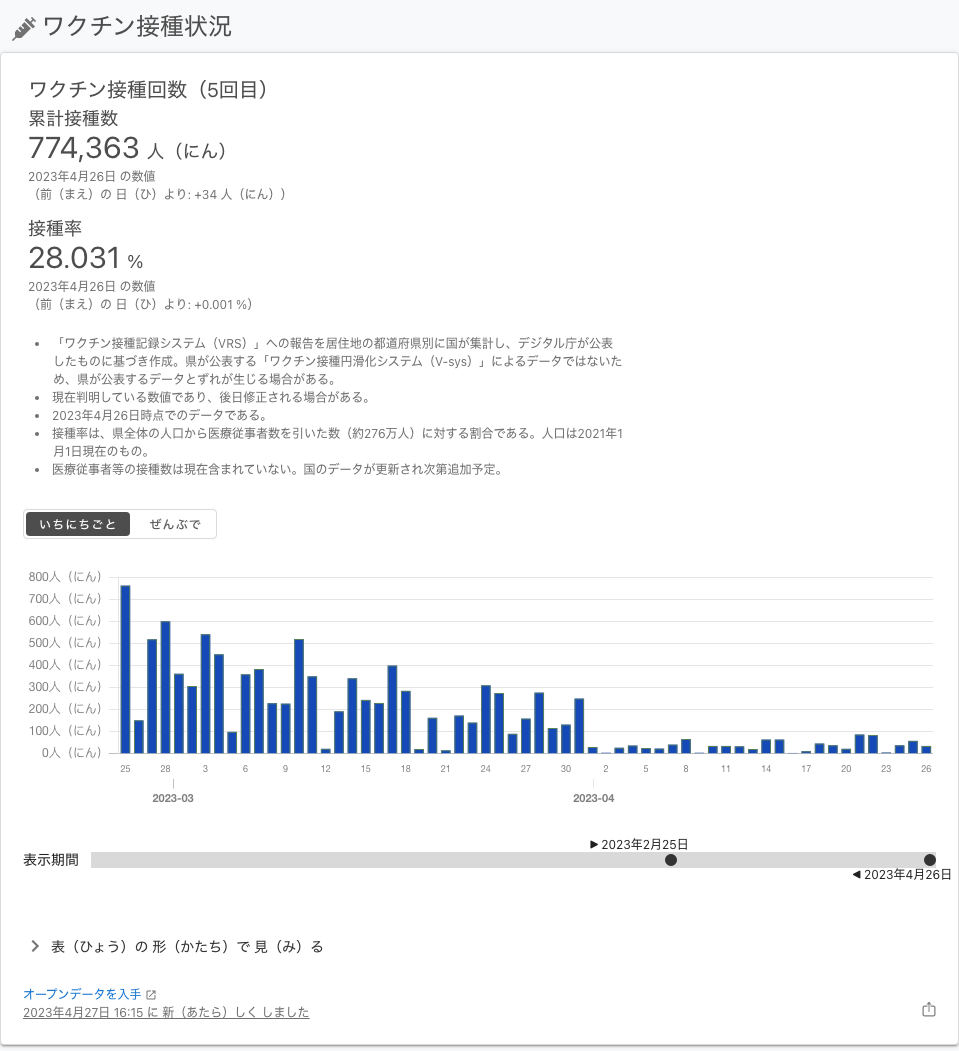 ワクチン接種状況
ワクチン接種回数（5回目）
累計接種数
774,363 人（にん）
2023年4月26日 の数値
（前（まえ）の 日（ひ）より: +34 人（にん））
接種率
28.031 %
2023年4月26日 の数値
（前（まえ）の 日（ひ）より: +0.001 %）
• 「ワクチン接種記録システム（VRS）」への報告を居住地の都道府県別に国が集計し、デジタル庁が公表
したものに基づき作成。県が公表する「ワクチン接種円滑化システム（V-sys）」によるデータではないた
め、県が公表するデータとずれが生じる場合がある。
• 現在判明している数値であり、後日修正される場合がある。
• 2023年4月26日時点でのデータである。
• 接種率は、県全体の人口から医療従事者数を引いた数（約276万人）に対する割合である。人口は2021年1
月1日現在のもの。
• 医療従事者等の接種数は現在含まれていない。国のデータが更新され次第追加予定。
いちにちごと ぜんぶで
800人（にん）
700人（にん）
600人（にん）
500人（にん）
400人（にん）
300人（にん）
200人（にん）
100人（にん）
0人（にん）
25 28 3 6 9 12 15 18 21 24 27 30 2 5 8 11 14 17 20 23 26
2023-03 2023-04
▶ 2023年2月25日
表示期間
◀ 2023年4月26日
表（ひょう）の 形（かたち）で 見（み）る
オープンデータを入手
2023年4月27日 16:15 に 新（あたら）しく しました